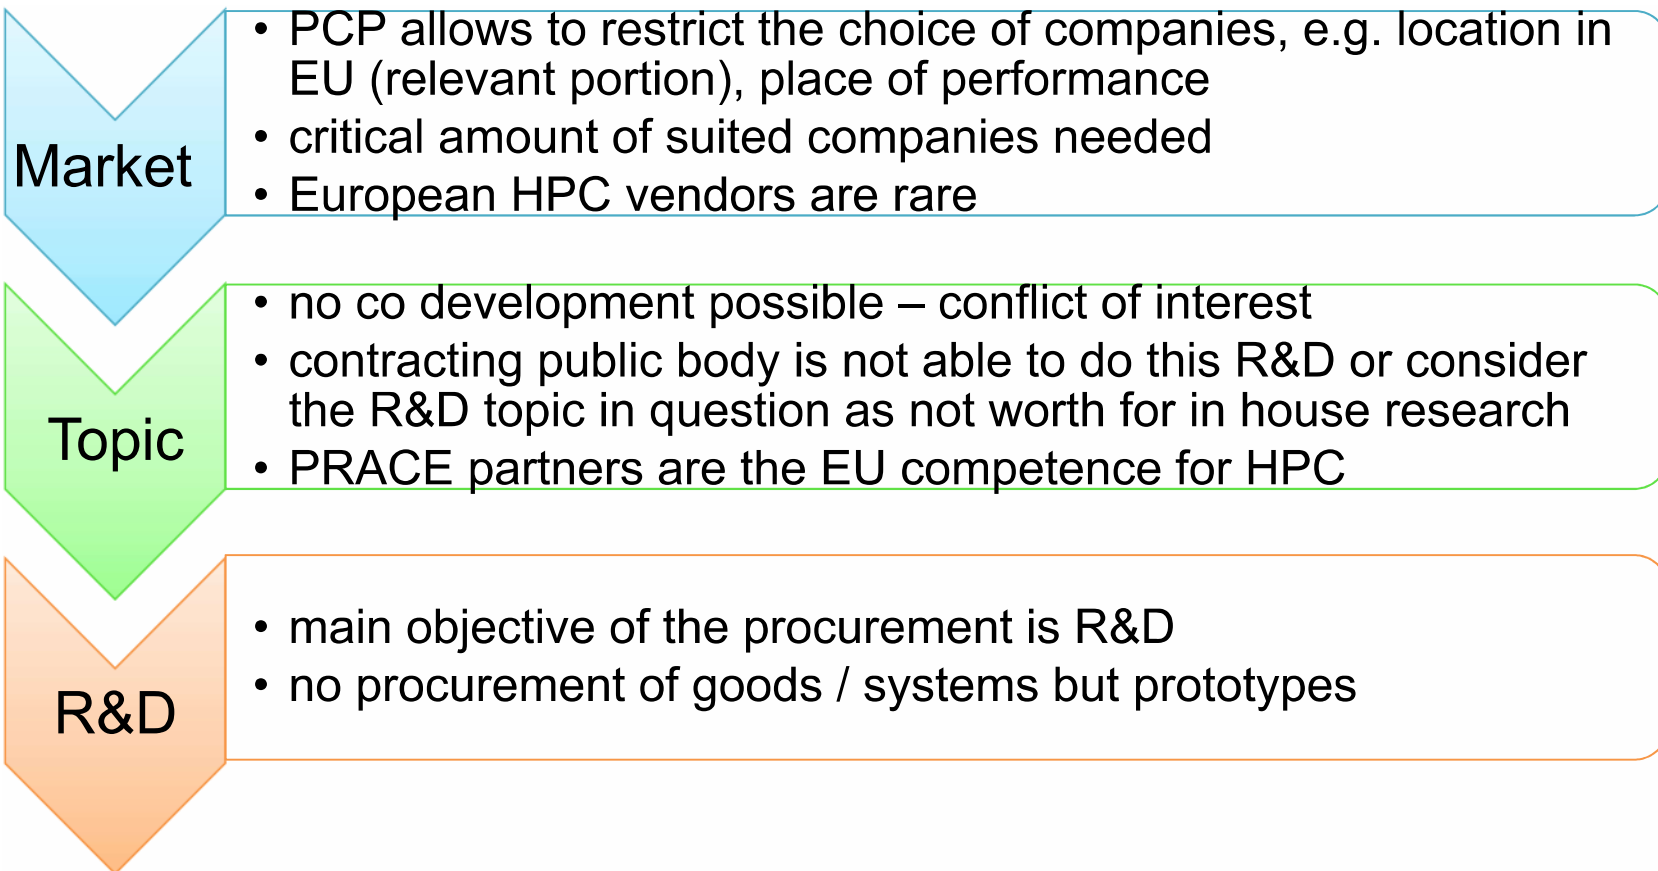 Market
• PCP allows to restrict the choice of companies, e.g. location in
EU (relevant portion), place of performance
• critical amount of suited companies needed
• European HPC vendors are rare
Topic
• no co development possible – conflict of interest
• contracting public body is not able to do this R&D or consider
the R&D topic in question as not worth for in house research
• PRACE partners are the EU competence for HPC
R&D
• main objective of the procurement is R&D
• no procurement of goods / systems but prototypes